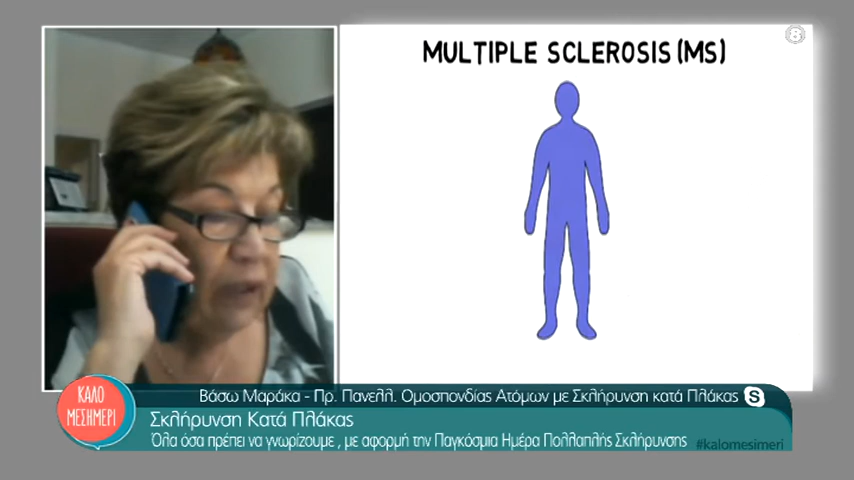 MULTIPLE SCLEROSIS (MS)
8
Βάσω Μαράκα - Πρ. Πανελλ. Ομοσπονδίας Ατόμων με Σκλήρυνση κατά Πλάκας
ΚΑΛΟ
ΜΕΣΗΜΕΡΙ
Σκλήρυνση Κατά Πλάκας
Όλα όσα πρέπει να γνωρίζουμε , με αφορμή την Παγκόσμια Ημέρα Πολλαπλής Σκλήρυνσης
#kalomesimeri